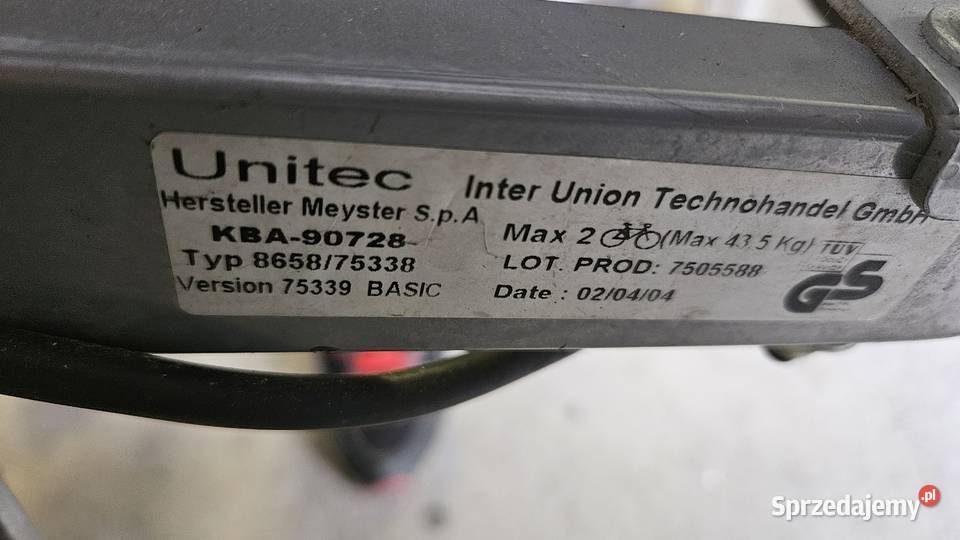 Unitec
Inter Union Technohandel GmbH
Hersteller Meyster S.p.A
KBA-90728
Max 2 (Max 43,5 Kg) TÜV
Typ 8658/75338
LOT. PROD: 7505588
GS
Version 75339 BASIC
Date : 02/04/04
Sprzedajemy.pl